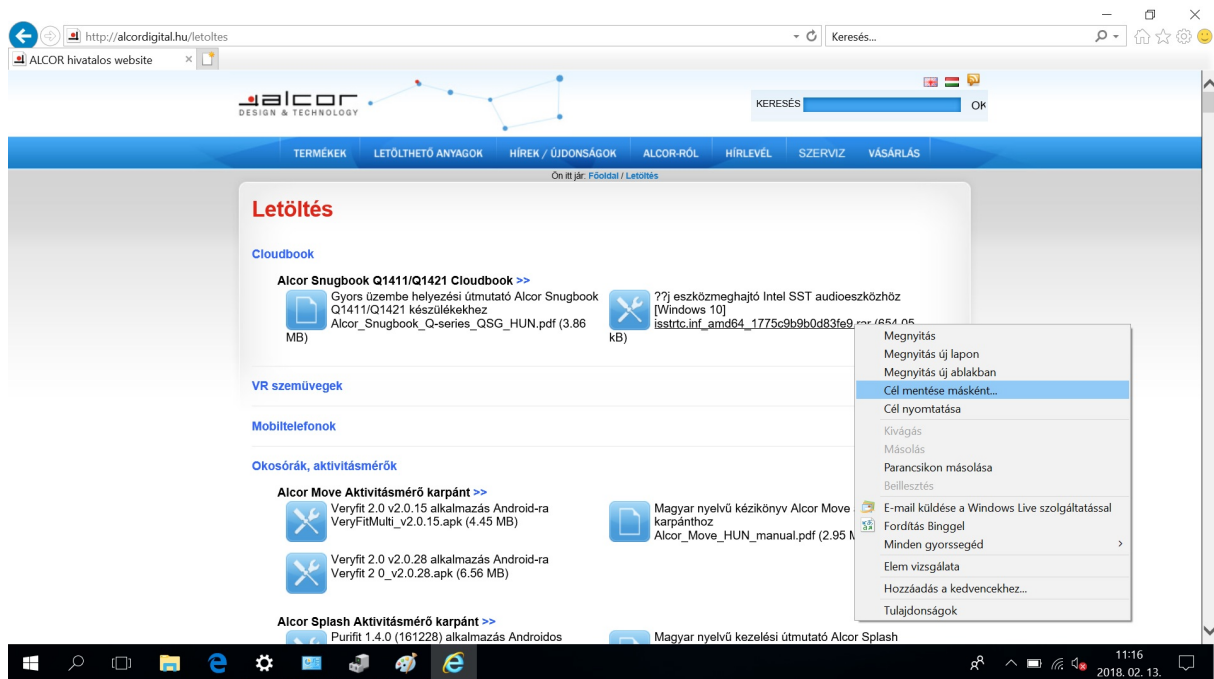 http://alcordigital.hu/letoltes
Keresés...
ALCOR hivatalos website
alcor
DESIGN & TECHNOLOGY
KERESÉS
OK
TERMÉKEK LETÖLTHETŐ ANYAGOK HÍREK / ÚJDONSÁGOK ALCOR-RÓL HÍRLEVÉL SZERVIZ VÁSÁRLÁS
Ön itt jár: Főoldal / Letöltés
Letöltés
Cloudbook
Alcor Snugbook Q1411/Q1421 Cloudbook >>
Gyors üzembe helyezési útmutató Alcor Snugbook
Q1411/Q1421 készülékekhez
Alcor_Snugbook_Q-series_QSG_HUN.pdf (3.86
MB)
??j eszközmeghajtó Intel SST audioeszközhöz
[Windows 10]
isstrtc.inf_amd64_1775c9b9b0d83fe9.rar (654.05
kB)
VR szemüvegek
Mobiltelefonok
Okosórák, aktivitásmérők
Alcor Move Aktivitásmérő karpánt >>
Veryfit 2.0 v2.0.15 alkalmazás Android-ra
VeryFitMulti_v2.0.15.apk (4.45 MB)
Magyar nyelvű kézikönyv Alcor Move
karpánthoz
Alcor_Move_HUN_manual.pdf (2.95
Veryfit 2.0 v2.0.28 alkalmazás Android-ra
Veryfit 2 0_v2.0.28.apk (6.56 MB)
Alcor Splash Aktivitásmérő karpánt >>
Purifit 1.4.0 (161228) alkalmazás Androidos
Magyar nyelvű kezelési útmutató Alcor Splash
Megnyitás
Megnyitás új lapon
Megnyitás új ablakban
Cél mentése másként...
Cél nyomtatása
Kivágás
Másolás
Parancsikon másolása
Beillesztés
E-mail küldése a Windows Live szolgáltatással
Fordítás Binggel
Minden gyorssegéd
Elem vizsgálata
Hozzáadás a kedvencekhez...
Tulajdonságok
11:16
2018. 02. 13.